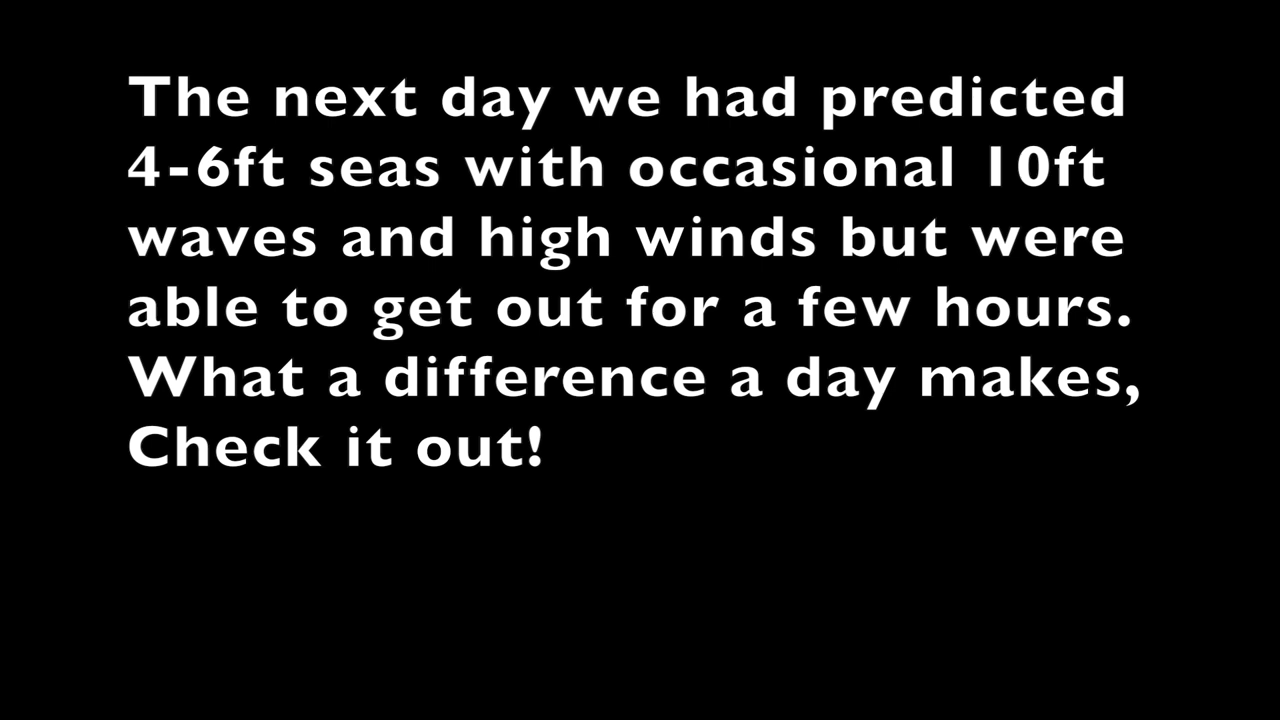 The next day we had predicted
4-6ft seas with occasional 10ft
waves and high winds but were
able to get out for a few hours.
What a difference a day makes,
Check it out!